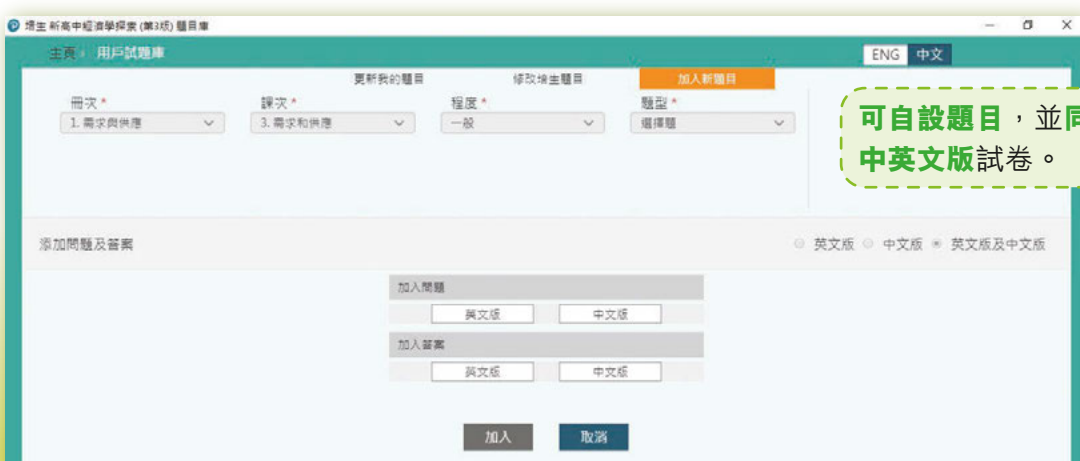 培生 新高中經濟學探索 (第3版) 題目庫
主頁 用戶試題庫
ENG 中文
更新我的題目 修改培生題目 加入新題目
冊次* 課次* 程度* 題型*
1. 需求與供應 3. 需求和供應 一般 選擇題
可自設題目，並同
中英文版試卷。
添加問題及答案 英文版 中文版 英文版及中文版
加入問題
英文版 中文版
加入答案
英文版 中文版
加入 取消